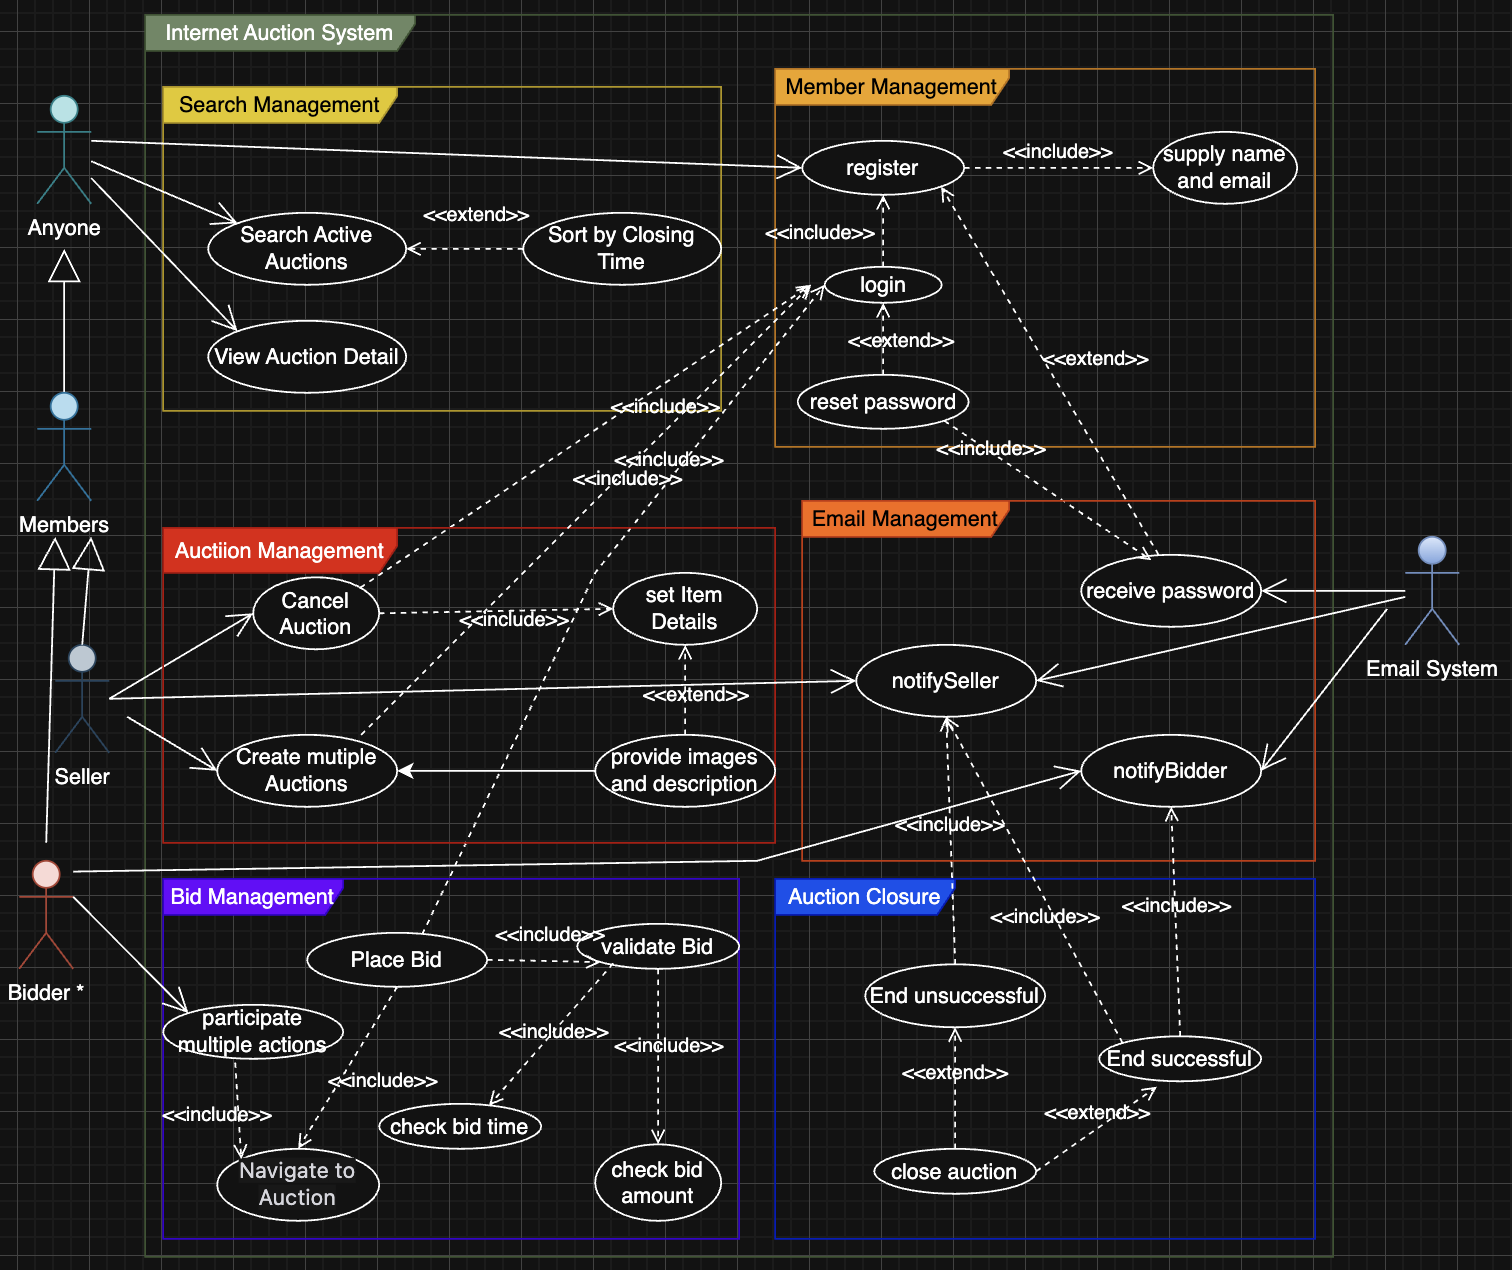 Internet Auction System
Search Management
Member Management
register
<<include>>
supply name
and email
Anyone
Search Active
Auctions
<<extend>>
Sort by Closing
Time
<<include>>
login
View Auction Detail
<<extend>>
<<extend>>
reset password
<<include>>
<<include>>
<<include>>
<<include>>
Members
Auctiion Management
Email Management
Cancel
Auction
<<include>>
set Item
Details
receive password
Email System
notifySeller
<<extend>>
Seller
Create mutiple
Auctions
provide images
and description
notifyBidder
<<include>>
Bid Management
Auction Closure
<<include>>
<<include>>
Place Bid
<<include>>
validate Bid
Bidder *
End unsuccessful
participate
multiple actions
<<include>>
<<include>>
End successful
<<include>>
<<extend>>
<<include>>
<<extend>>
check bid time
Navigate to
Auction
check bid
amount
close auction